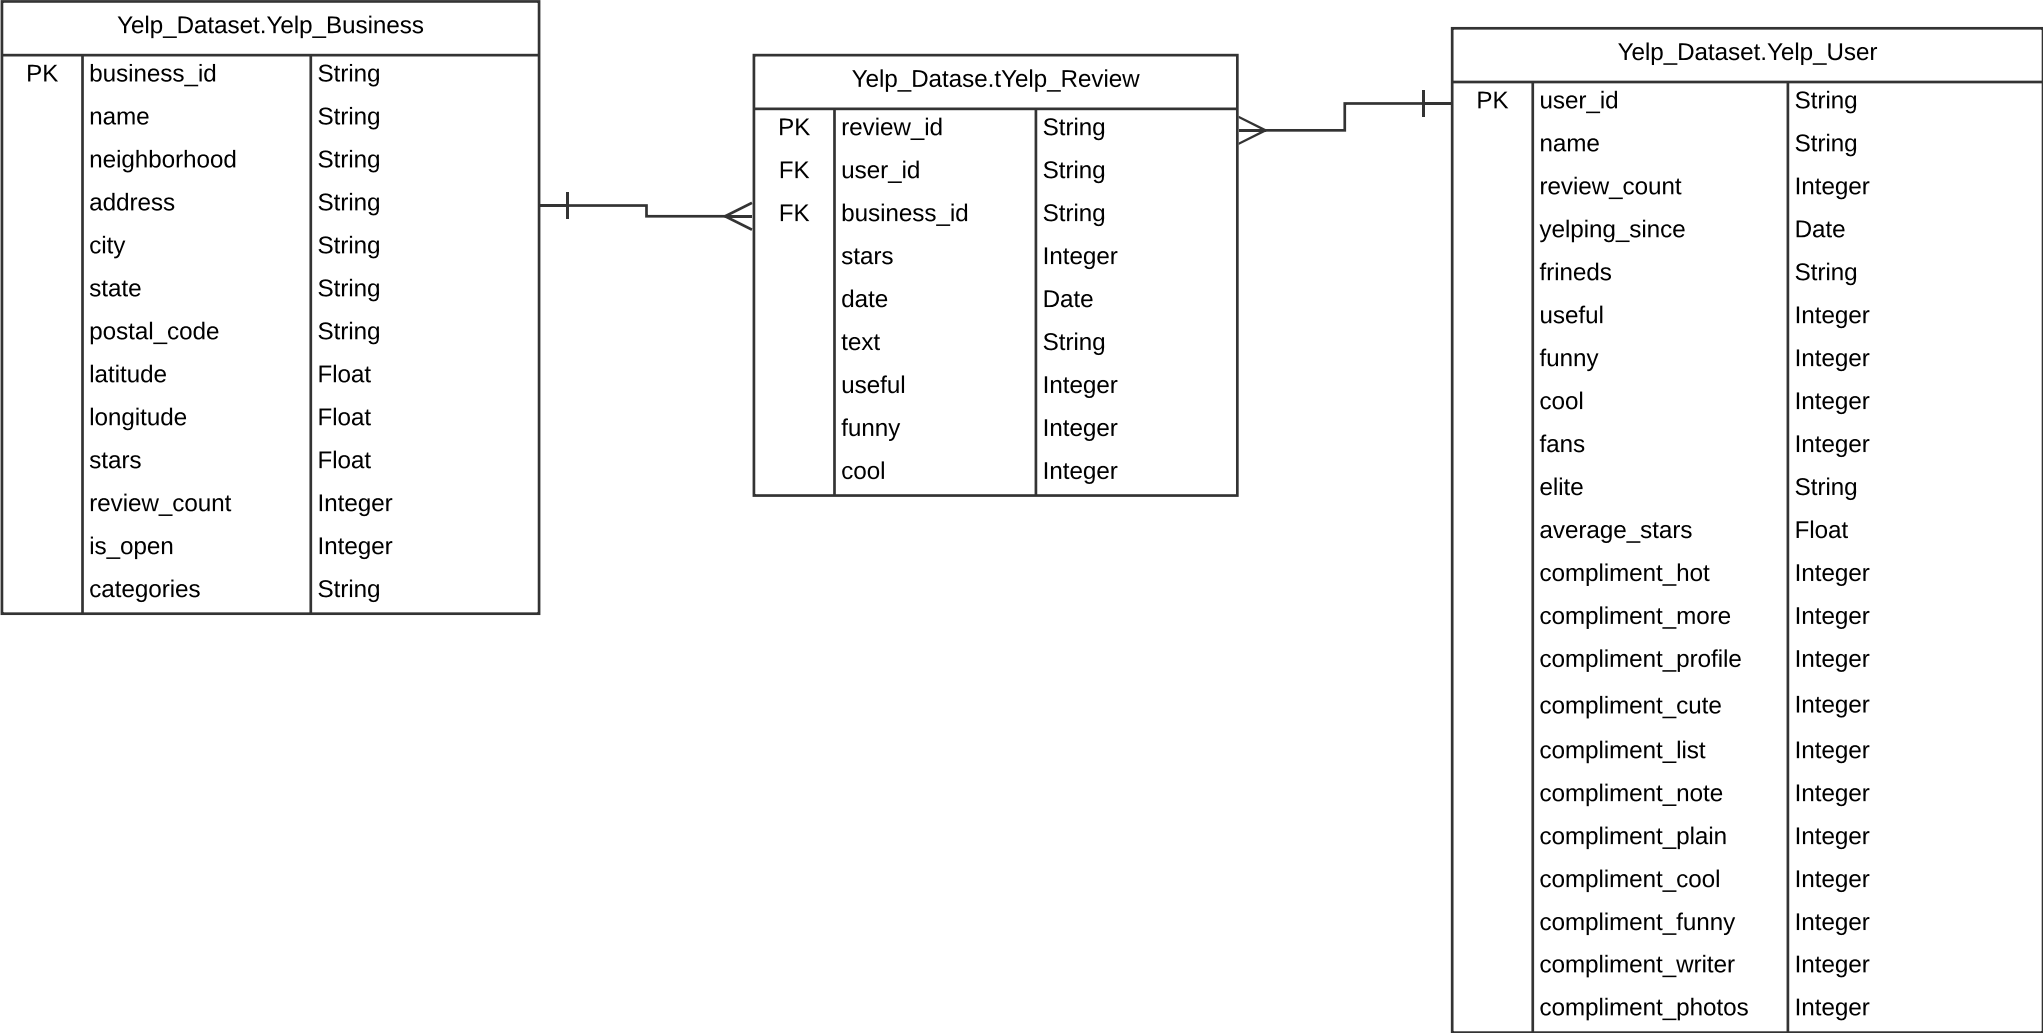 Yelp_Dataset.Yelp_Business
PK business_id String
name String
neighborhood String
address String
city String
state String
postal_code String
latitude Float
longitude Float
stars Float
review_count Integer
is_open Integer
categories String
Yelp_Datase.tYelp_Review
PK review_id String
FK user_id String
FK business_id String
stars Integer
date Date
text String
useful Integer
funny Integer
cool Integer
Yelp_Dataset.Yelp_User
PK user_id String
name String
review_count Integer
yelping_since Date
frineds String
useful Integer
funny Integer
cool Integer
fans Integer
elite String
average_stars Float
compliment_hot Integer
compliment_more Integer
compliment_profile Integer
compliment_cute Integer
compliment_list Integer
compliment_note Integer
compliment_plain Integer
compliment_cool Integer
compliment_funny Integer
compliment_writer Integer
compliment_photos Integer